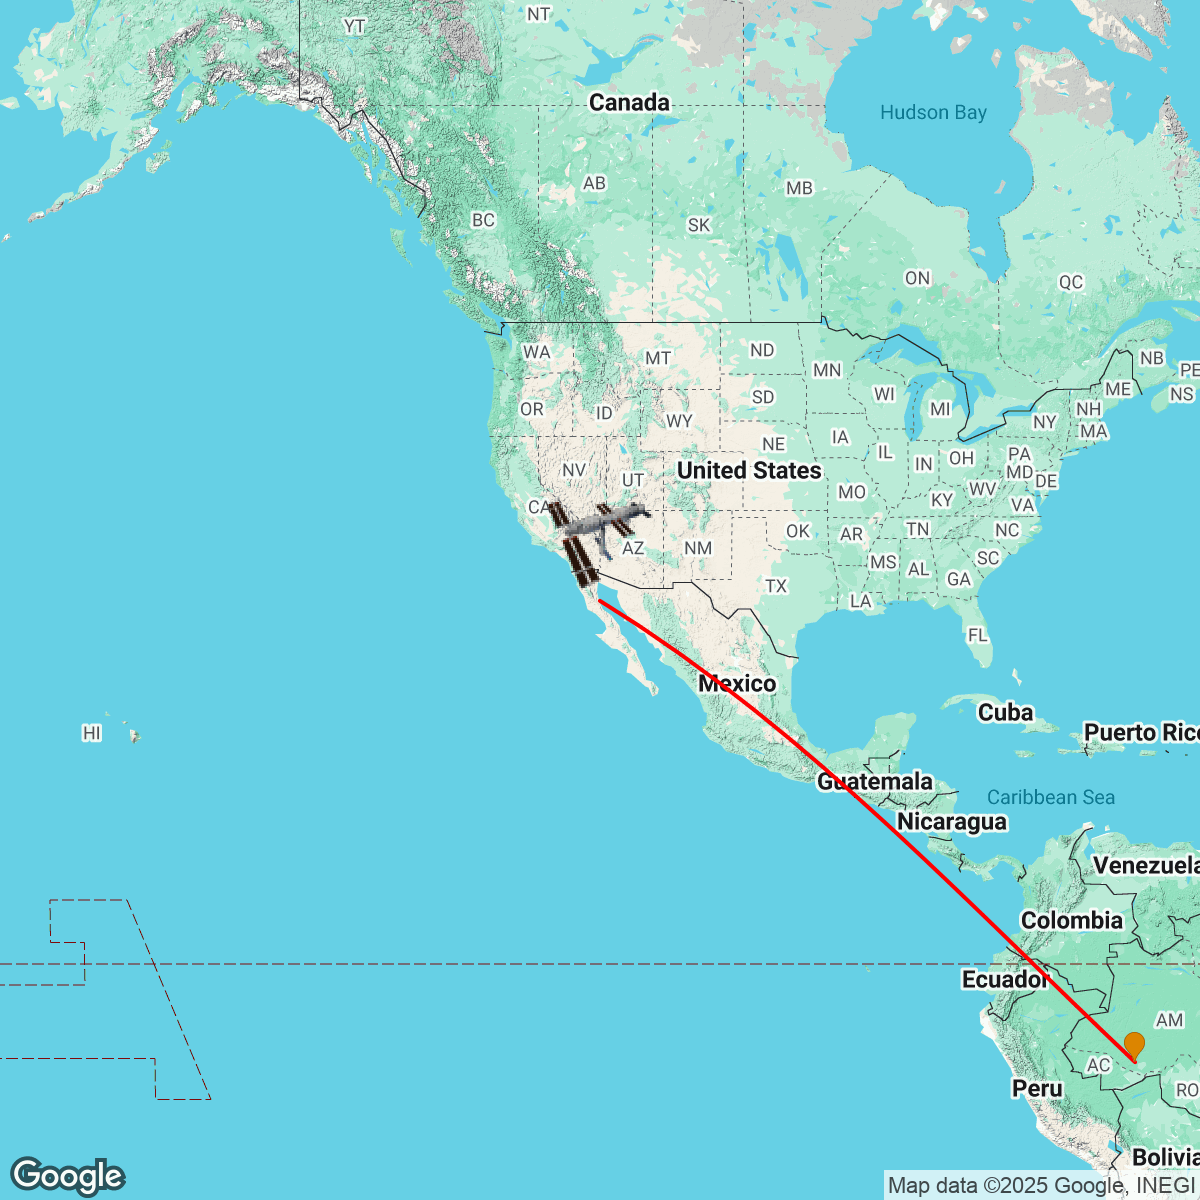 NT
YT
Canada
Hudson Bay
AB
MB
BC
SK
ON
QC
WA
MT
ND
NB
MN
PE
ME
NS
OR
ID
WY
SD
WI
MI
NH
NY
MA
IA
NE
IL
IN
OH
PA
MD
DE
NV
UT
United States
MO
KY
WV
VA
CA
OK
AR
TN
NC
AZ
NM
MS
AL
SC
GA
TX
LA
FL
Mexico
Cuba
HI
Puerto Rico
Guatemala
Caribbean Sea
Nicaragua
Venezuela
Colombia
Ecuador
AM
AC
Peru
RO
Bolivia
Google
Map data ©2025 Google, INEGI